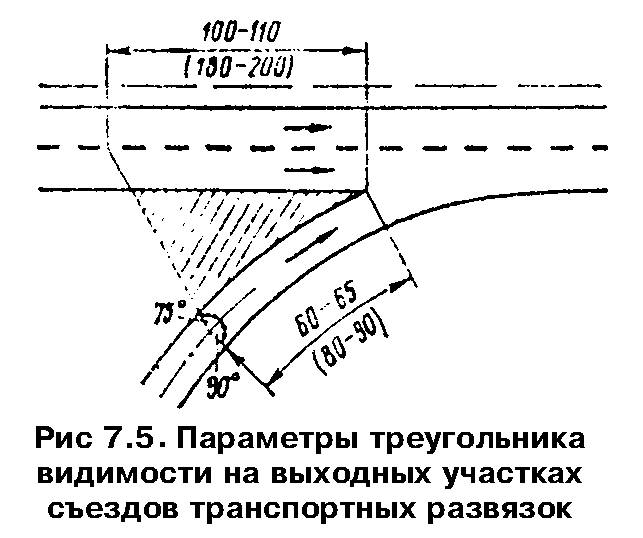 100-110
(180-200)
75°
90°
60-65
(80-90)
Рис 7.5. Параметры треугольника
видимости на выходных участках
съездов транспортных развязок